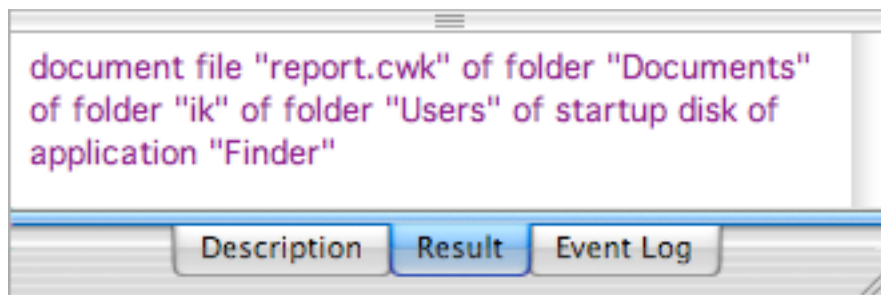 document file "report.cwk" of folder "Documents"
of folder "ik" of folder "Users" of startup disk of
application "Finder"
Description Result Event Log